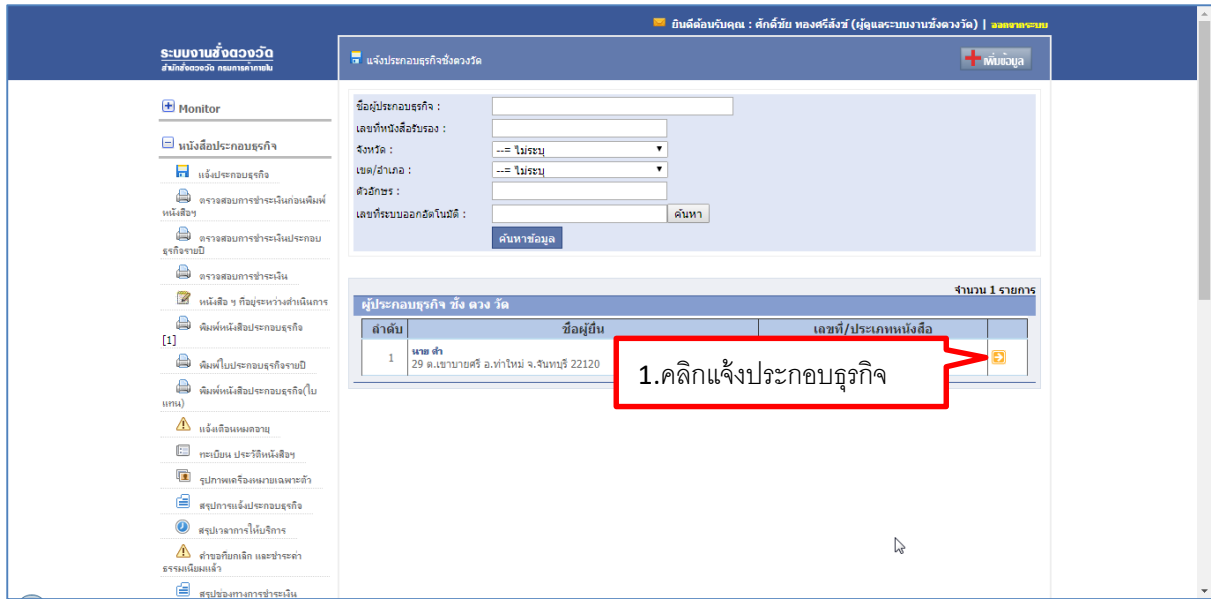 ยินดีต้อนรับคุณ : ศักดิ์ชัย ทองศรีสังข์ (ผู้ดูแลระบบงานชั่งตวงวัด) | ออกจากระบบ
ระบบงานชั่งตวงวัด
สำนักชั่งตวงวัด กรมการค้าภายใน
แจ้งประกอบธุรกิจชั่งตวงวัด
เพิ่มข้อมูล
Monitor
หนังสือประกอบธุรกิจ
แจ้งประกอบธุรกิจ
ตรวจสอบการชำระเงินก่อนพิมพ์
หนังสือฯ
ตรวจสอบการชำระเงินประกอบ
ธุรกิจรายปี
ตรวจสอบการชำระเงิน
หนังสือ ฯ ที่อยู่ระหว่างดำเนินการ
พิมพ์หนังสือประกอบธุรกิจ
[1]
พิมพ์ใบประกอบธุรกิจรายปี
พิมพ์หนังสือประกอบธุรกิจ(ใบ
แทน)
แจ้งเตือนหมดอายุ
ทะเบียน ประวัติหนังสือฯ
รูปภาพเครื่องหมายเฉพาะตัว
สรุปการแจ้งประกอบธุรกิจ
สรุปเวลาการให้บริการ
คำขอที่ยกเลิก และชำระค่า
ธรรมเนียมแล้ว
สรุปช่องทางการชำระเงิน
ชื่อผู้ประกอบธุรกิจ :
เลขที่หนังสือรับรอง :
จังหวัด : --= ไม่ระบุ
เขต/อำเภอ : --= ไม่ระบุ
ตัวอักษร :
เลขที่ระบบออกอัตโนมัติ : ค้นหา
ค้นหาข้อมูล
จำนวน 1 รายการ
ผู้ประกอบธุรกิจ ชั่ง ตวง วัด
ลำดับ ชื่อผู้ยื่น เลขที่/ประเภทหนังสือ
1 นาย ดำ
29 ต.เขาบายศรี อ.ท่าใหม่ จ.จันทบุรี 22120
1.คลิกแจ้งประกอบธุรกิจ